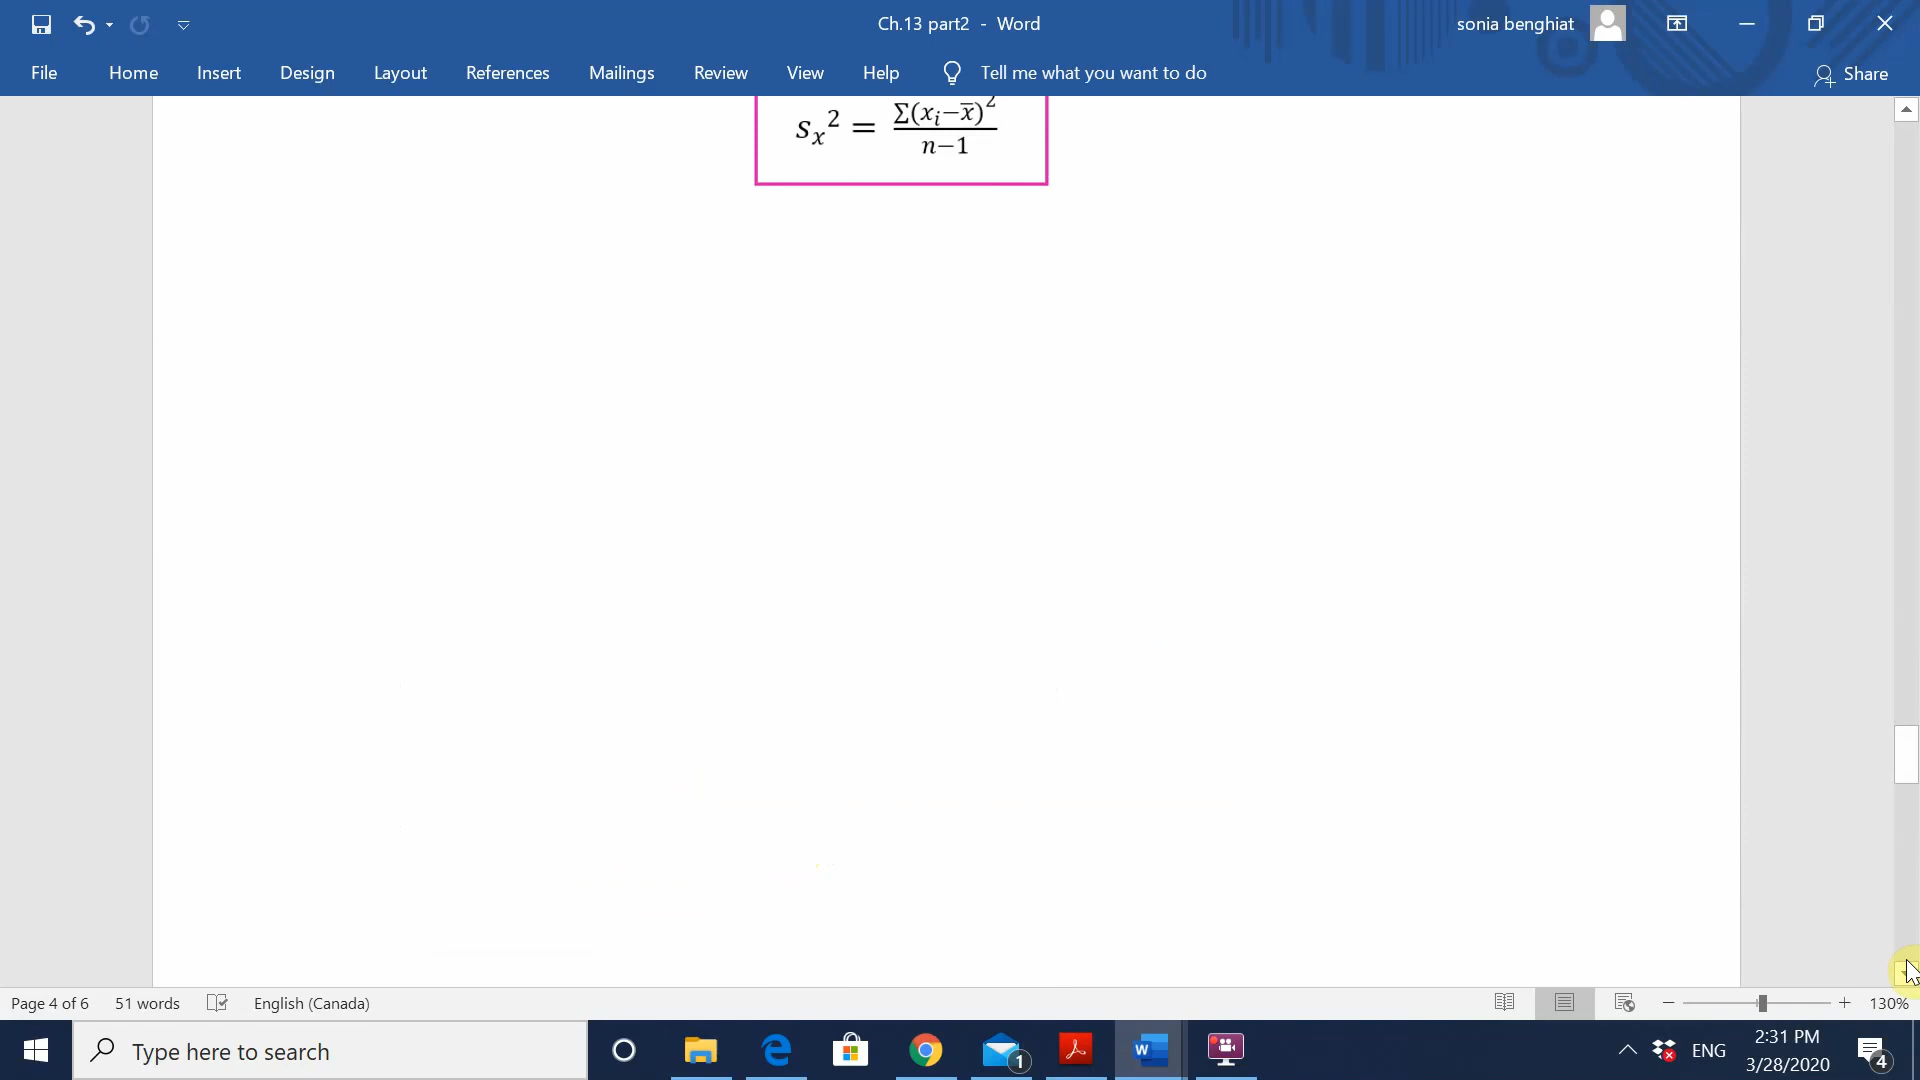 Ch.13 part2 - Word
sonia benghiat
File Home Insert Design Layout References Mailings Review View Help Tell me what you want to do Share
sₓ² = Σ(xᵢ−x̅)² / n−1
Page 4 of 6 51 words English (Canada) 130%
Type here to search
1
ENG
2:31 PM
3/28/2020
4